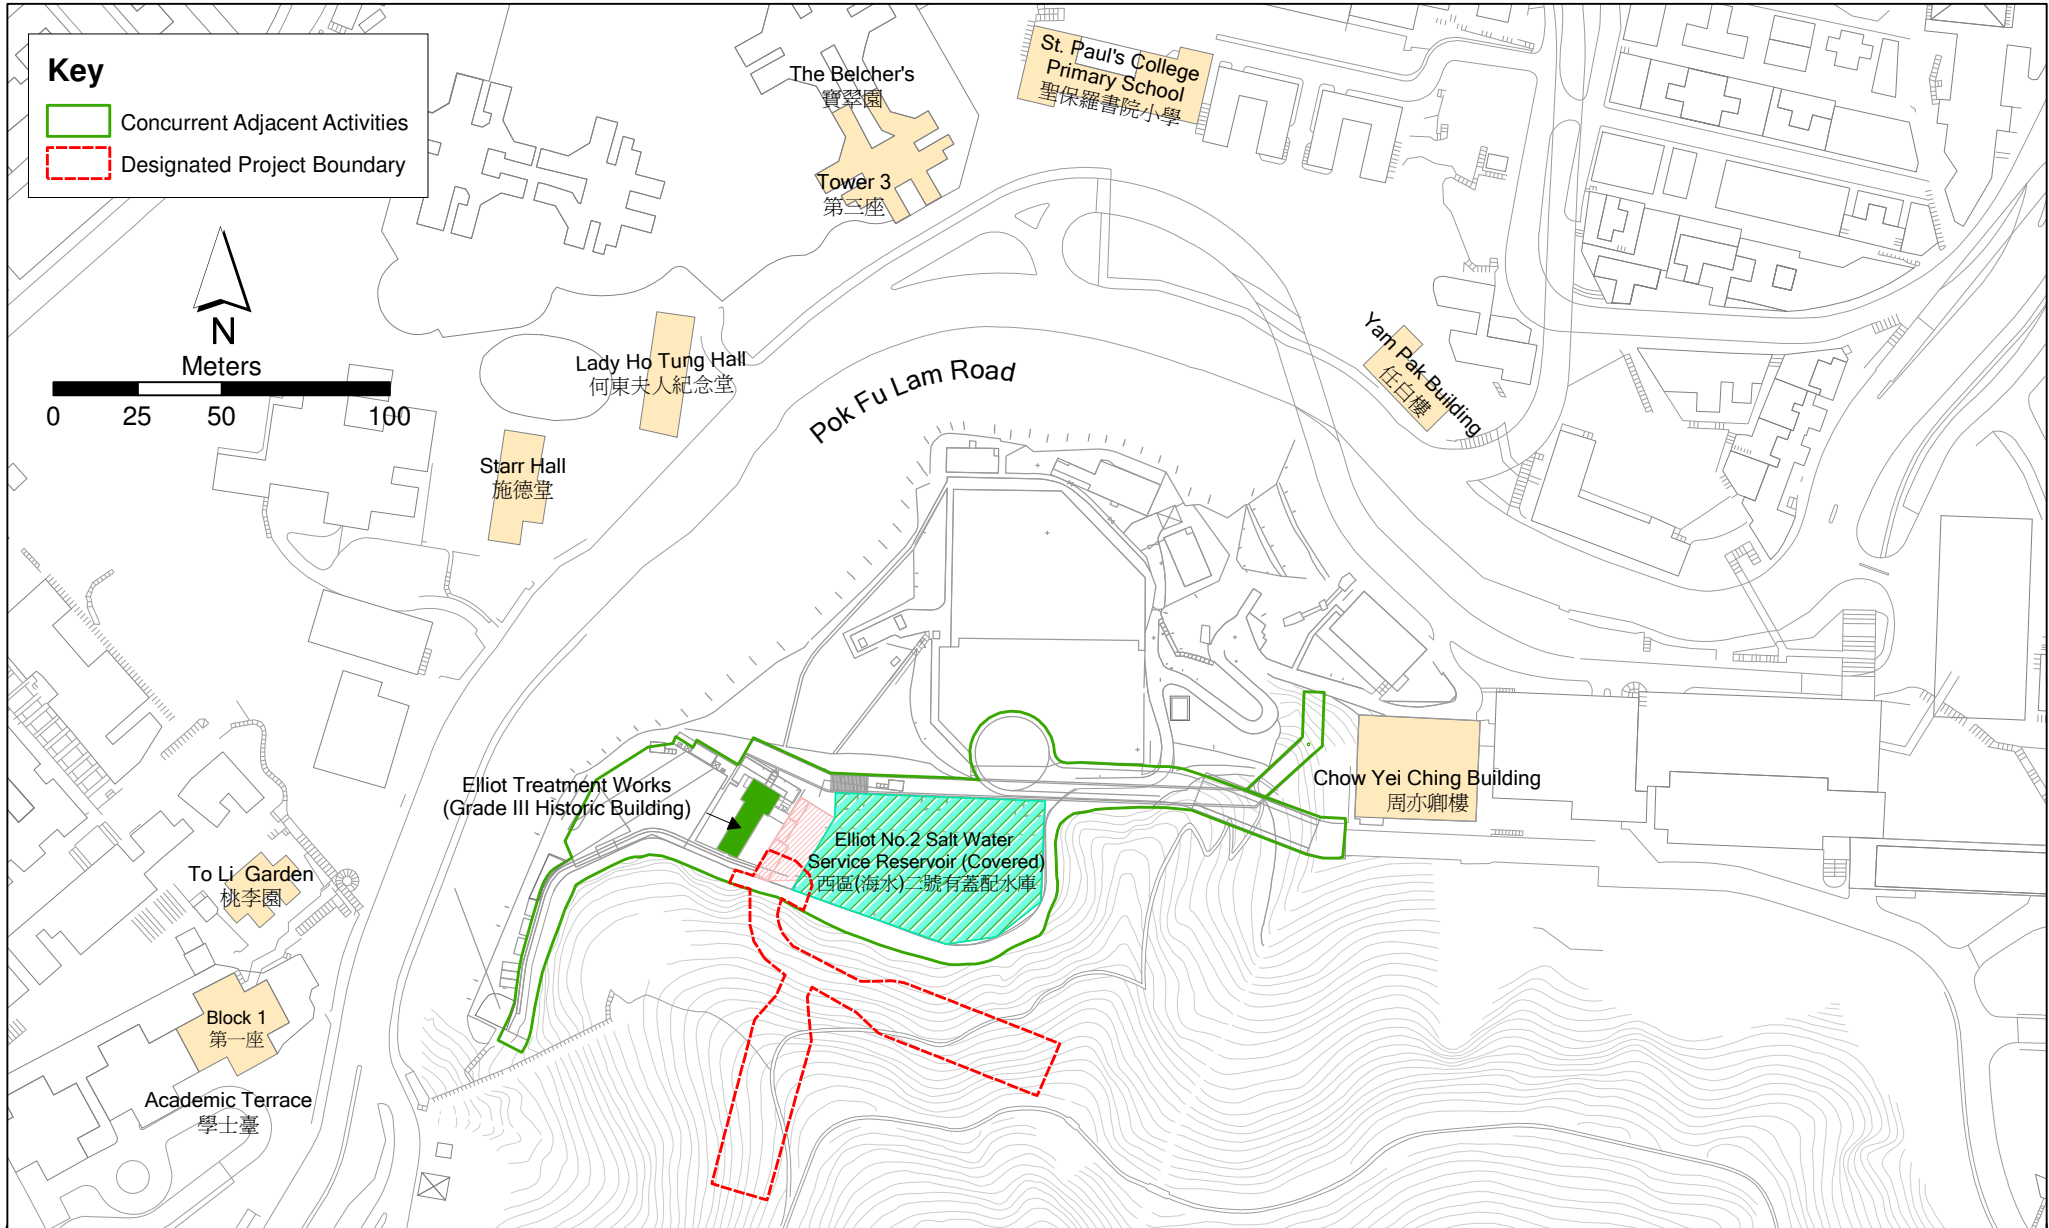 Key
Concurrent Adjacent Activities
Designated Project Boundary
N
Meters
0 25 50 100
The Belcher's
寶翠園
Tower 3
第三座
St. Paul's College
Primary School
聖保羅書院小學
Lady Ho Tung Hall
何東夫人紀念堂
Pok Fu Lam Road
Yam Pak Building
任白樓
Starr Hall
施德堂
Elliot Treatment Works
(Grade III Historic Building)
Chow Yei Ching Building
周亦卿樓
Elliot No.2 Salt Water
Service Reservoir (Covered)
西區(海水)二號有蓋配水庫
To Li Garden
桃李園
Block 1
第一座
Academic Terrace
學士臺